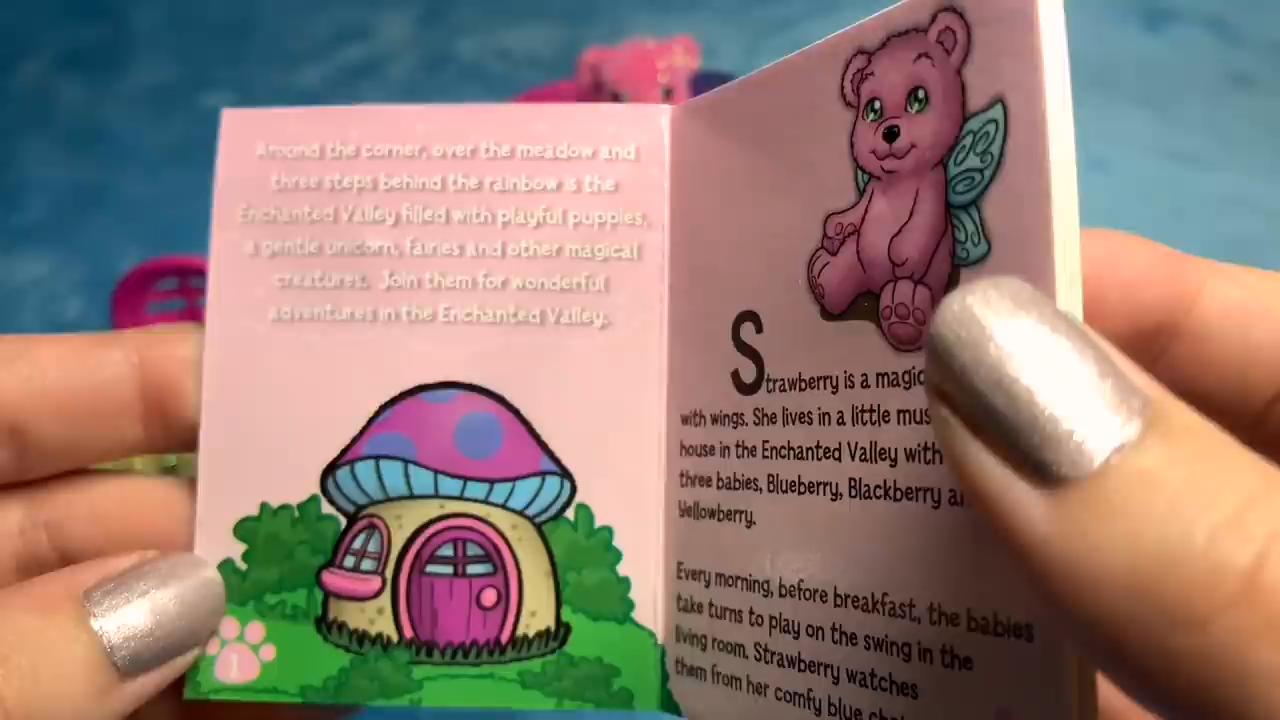 Around the corner, over the meadow and
three steps behind the rainbow is the
Enchanted Valley filled with playful puppies,
a gentle unicorn, fairies and other magical
creatures. Join them for wonderful
adventures in the Enchanted Valley.
1
Strawberry is a magic
with wings. She lives in a little mus
house in the Enchanted Valley with
three babies, Blueberry, Blackberry
Yellowberry.
Every morning, before breakfast, the babies
take turns to play on the swing in the
living room. Strawberry watches
them from her comfy blue